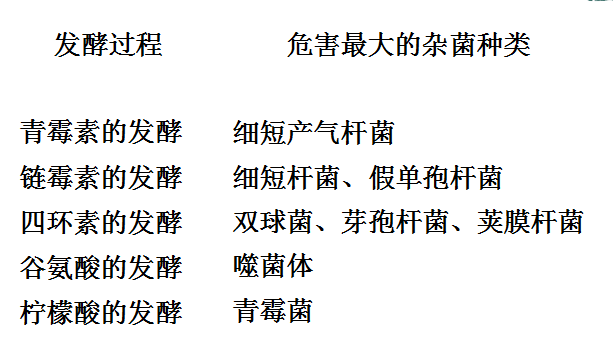 发酵过程 危害最大的杂菌种类
青霉素的发酵 细短产气杆菌
链霉素的发酵 细短杆菌、假单孢杆菌
四环素的发酵 双球菌、芽孢杆菌、荚膜杆菌
谷氨酸的发酵 噬菌体
柠檬酸的发酵 青霉菌